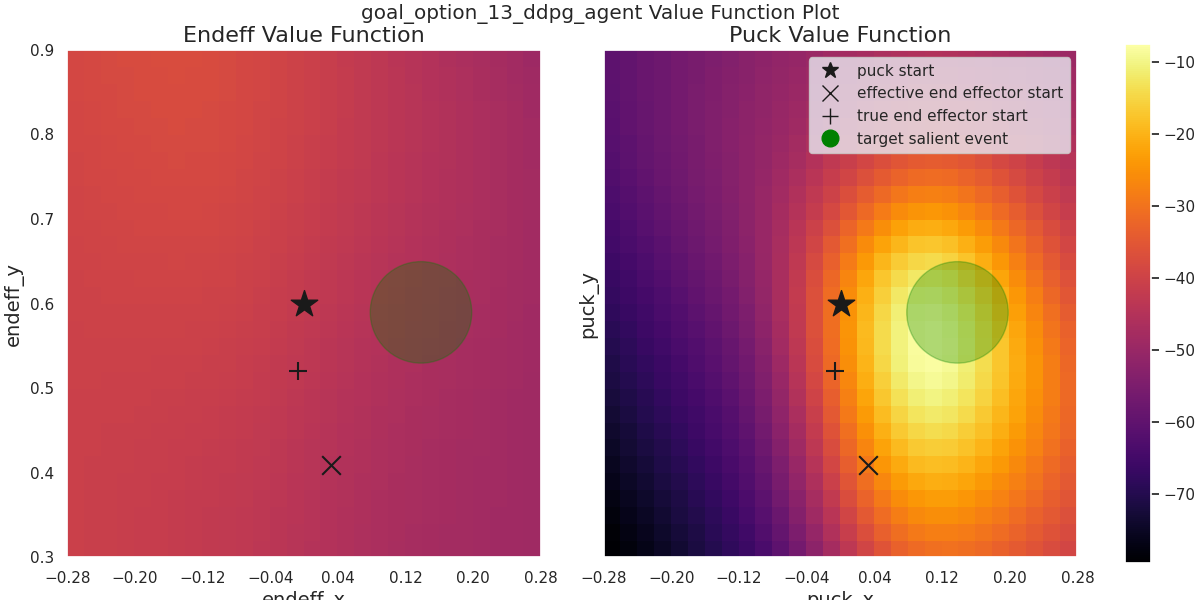 goal_option_13_ddpg_agent Value Function Plot
Endeff Value Function
Puck Value Function
0.9
0.8
0.7
0.6
0.5
0.4
0.3
endeff_y
−0.28 −0.20 −0.12 −0.04 0.04 0.12 0.20 0.28
endeff_x
puck start
effective end effector start
true end effector start
target salient event
puck_y
−0.28 −0.20 −0.12 −0.04 0.04 0.12 0.20 0.28
puck_x
−10
−20
−30
−40
−50
−60
−70